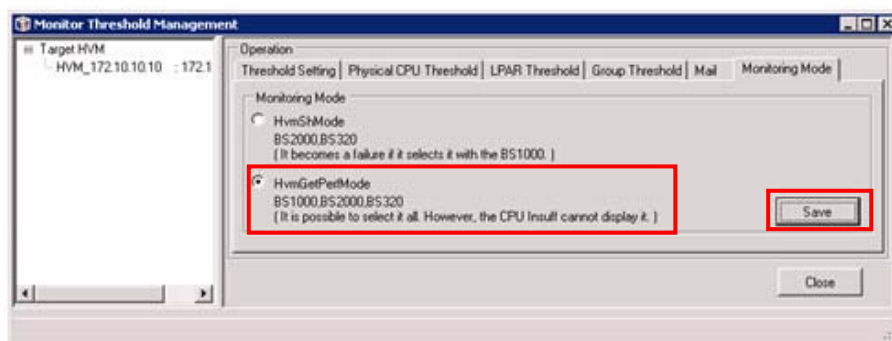 Monitor Threshold Management
Target HVM
HVM_172.10.10.10 : 172.1
Operation
Threshold Setting
Physical CPU Threshold
LPAR Threshold
Group Threshold
Mail
Monitoring Mode
Monitoring Mode
HvmShMode
BS2000,BS320
( It becomes a failure if it selects it with the BS1000. )
HvmGetPerfMode
BS1000,BS2000,BS320
( It is possible to select it all. However, the CPU Insuff cannot display it. )
Save
Close